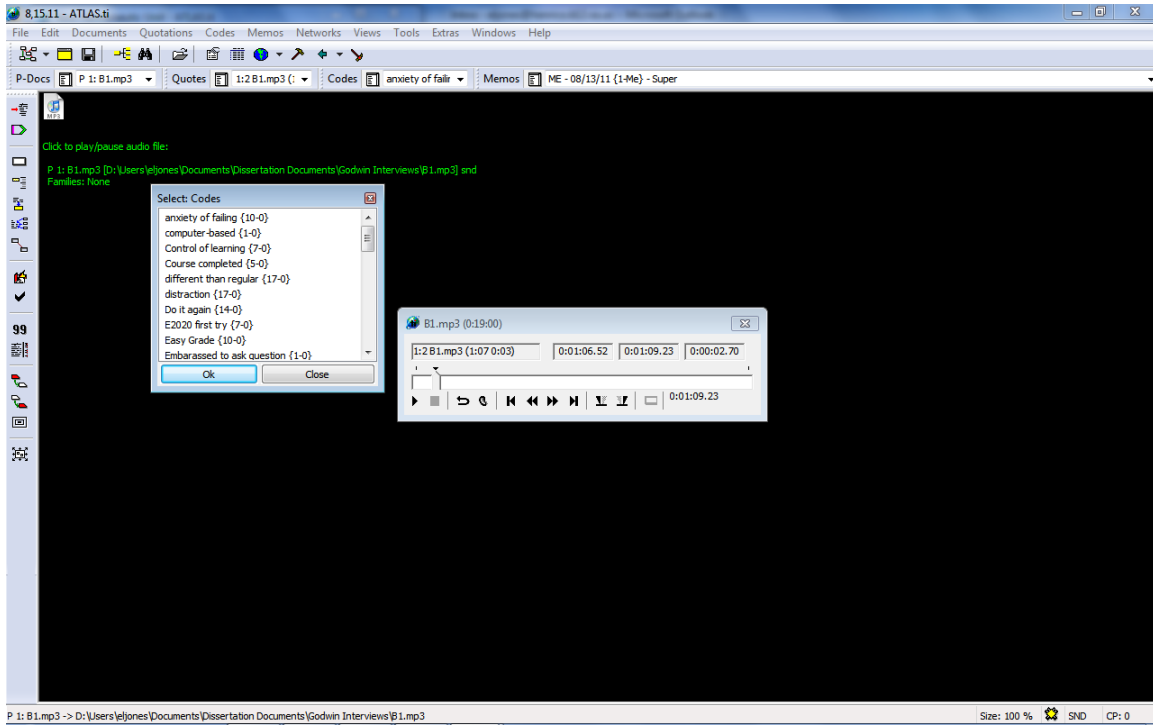 8,15.11 - ATLAS.ti
File Edit Documents Quotations Codes Memos Networks Views Tools Extras Windows Help
P-Docs P 1: B1.mp3 Quotes 1:2 B1.mp3 (: Codes anxiety of failir Memos ME - 08/13/11 {1-Me} - Super
MP3
Click to play/pause audio file:
P 1: B1.mp3 [D:\Users\eljones\Documents\Dissertation Documents\Godwin Interviews\B1.mp3] snd
Families: None
Select: Codes
anxiety of failing {10-0}
computer-based {1-0}
Control of learning {7-0}
Course completed {5-0}
different than regular {17-0}
distraction {17-0}
Do it again {14-0}
E2020 first try {7-0}
Easy Grade {10-0}
Embarassed to ask question {1-0}
Ok Close
B1.mp3 (0:19:00)
1:2 B1.mp3 (1:07 0:03) 0:01:06.52 0:01:09.23 0:00:02.70
0:01:09.23
P 1: B1.mp3 -> D:\Users\eljones\Documents\Dissertation Documents\Godwin Interviews\B1.mp3 Size: 100 % SND CP: 0